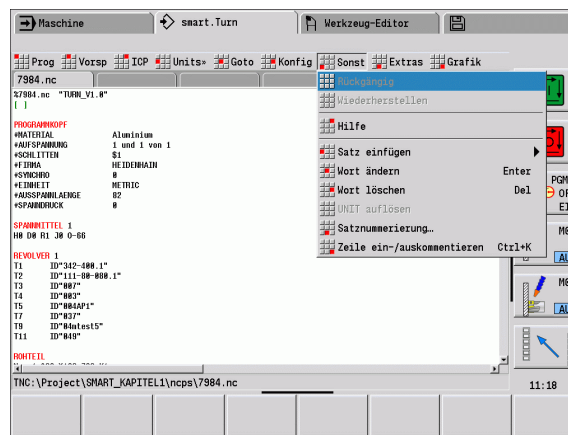 Maschine
smart.Turn
Werkzeug-Editor
Prog Vorsp ICP Units» Goto Konfig Sonst Extras Grafik
7984.nc
%7984.nc "TURN_V1.0"
[ ]
PROGRAMMKOPF
#MATERIAL Aluminium
#AUFSPANNUNG 1 und 1 von 1
#SCHLITTEN $1
#FIRMA HEIDENHAIN
#SYNCHRO 0
#EINHEIT METRIC
#AUSSPANNLAENGE 82
#SPANNDRUCK 0
SPANNMITTEL 1
H0 D0 R1 J0 O-66
REVOLVER 1
T1 ID"342-400.1"
T2 ID"111-80-080.1"
T3 ID"007"
T4 ID"003"
T5 ID"004AP1"
T7 ID"037"
T9 ID"04mtest5"
T11 ID"049"
ROHTEIL
Rückgängig
Wiederherstellen
Hilfe
Satz einfügen
Wort ändern Enter
Wort löschen Del
UNIT auflösen
Satznummerierung…
Zeile ein-/auskommentieren Ctrl+K
PGM
TNC:\Project\SMART_KAPITEL1\ncps\7984.nc
11:18